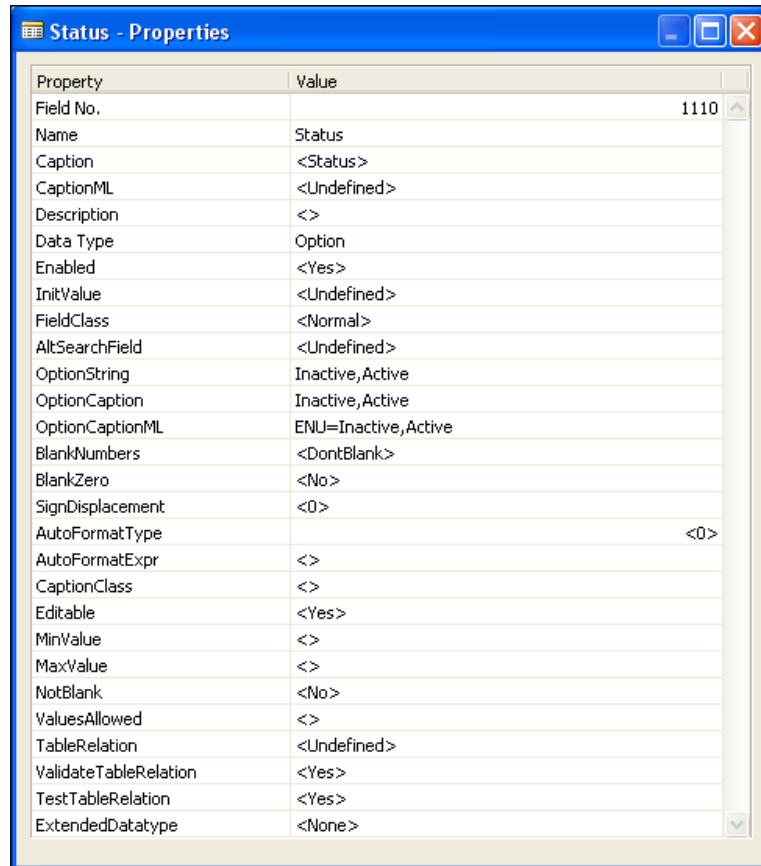 Status - Properties
Property Value
Field No. 1110
Name Status
Caption <Status>
CaptionML <Undefined>
Description <>
Data Type Option
Enabled <Yes>
InitValue <Undefined>
FieldClass <Normal>
AltSearchField <Undefined>
OptionString Inactive,Active
OptionCaption Inactive,Active
OptionCaptionML ENU=Inactive,Active
BlankNumbers <DontBlank>
BlankZero <No>
SignDisplacement <0>
AutoFormatType <0>
AutoFormatExpr <>
CaptionClass <>
Editable <Yes>
MinValue <>
MaxValue <>
NotBlank <No>
ValuesAllowed <>
TableRelation <Undefined>
ValidateTableRelation <Yes>
TestTableRelation <Yes>
ExtendedDatatype <None>